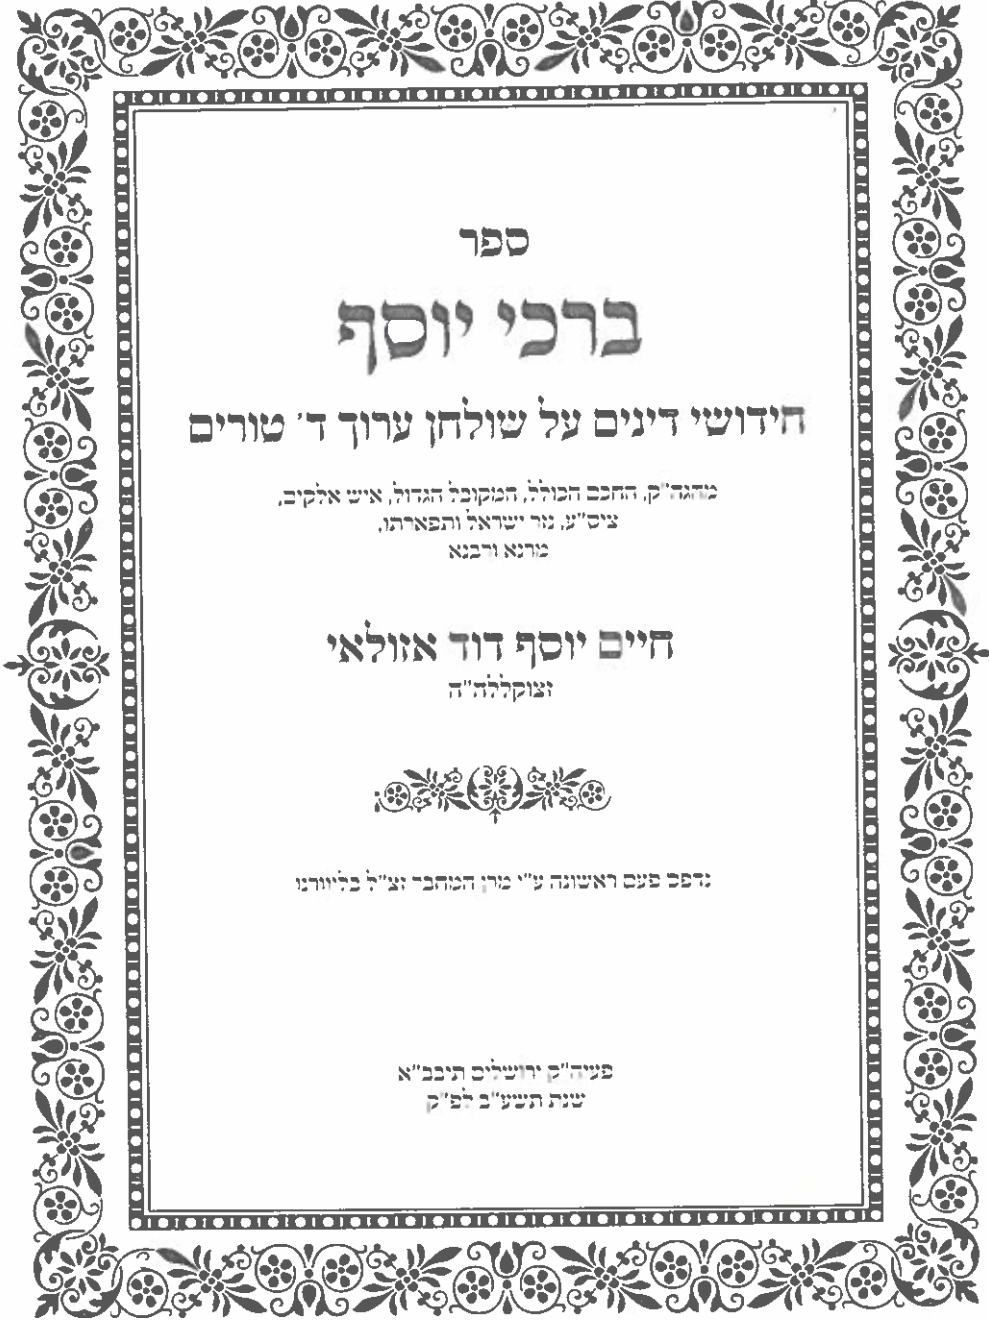 ספר
ברכי יוסף
חידושי דינים על שולחן ערוך ד׳ טורים
מהגה"ק, החכם הכולל, המקובל הגדול, איש אלקים,
ציס"ע, נזר ישראל ותפארתו,
מרנא ורבנא
חיים יוסף דוד אזולאי
זצוקללה"ה
נדפס פעם ראשונה ע"י מרן המחבר זצ"ל בליוורנו
פעיה"ק ירושלים תיבב"א
שנת תשע"ב לפ"ק